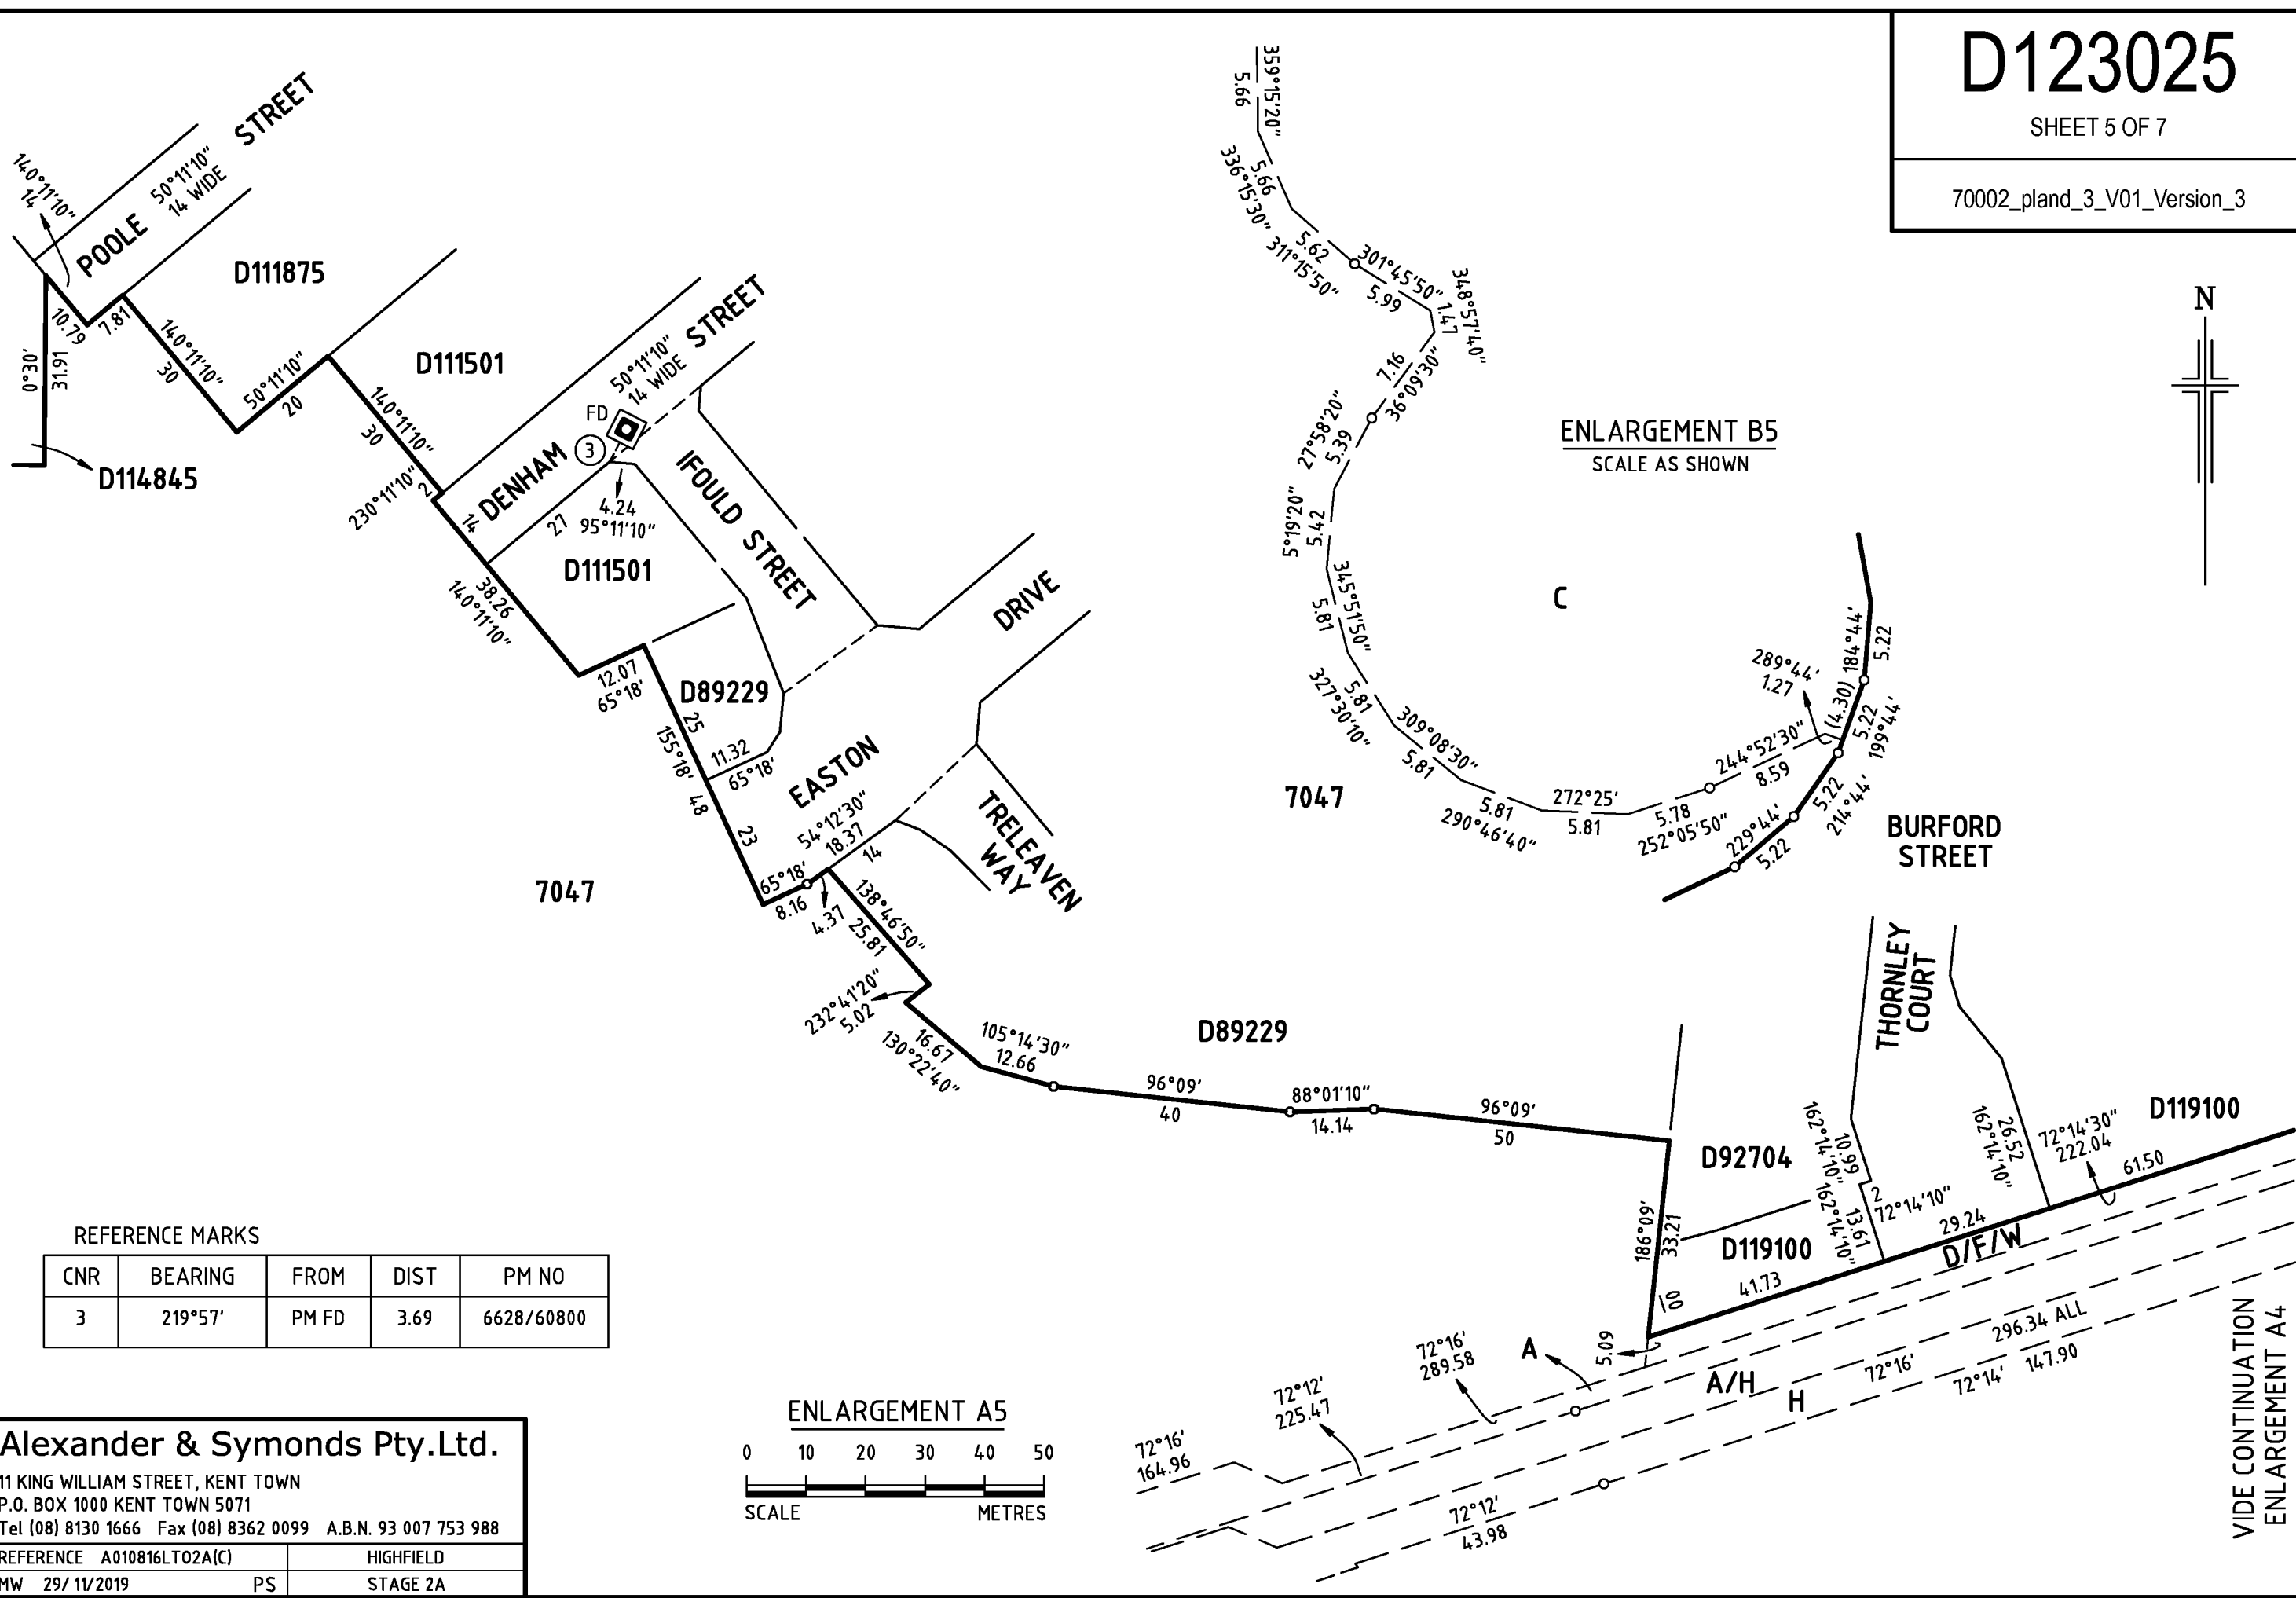 D123025
SHEET 5 OF 7
70002_pland_3_V01_Version_3
N
140°11'10"
14
POOLE STREET
50°11'10"
14 WIDE
D111875
10.79
7.81
0°30'
31.91
140°11'10"
30
50°11'10"
20
D114845
D111501
140°11'10"
30
230°11'10"
2
14
DENHAM STREET
50°11'10"
14 WIDE
FD
3
27
4.24
95°11'10"
D111501
IFOULD STREET
38.26
140°11'10"
12.07
65°18'
D89229
25
155°18'
48
11.32
65°18'
23
EASTON DRIVE
54°12'30"
18.37
14
TRELEAVEN
WAY
65°18'
8.16
4.37
138°46'50"
25.81
7047
232°41'20"
5.02
16.67
130°22'40"
105°14'30"
12.66
D89229
96°09'
40
88°01'10"
14.14
96°09'
50
359°15'20"
5.66
5.66
336°15'30"
5.62
311°15'50"
301°45'50"
5.99
1.47
348°57'40"
7.16
36°09'30"
27°58'20"
5.39
5°19'20"
5.42
345°51'50"
5.81
5.81
327°30'10"
309°08'30"
5.81
5.81
290°46'40"
272°25'
5.81
5.78
252°05'50"
244°52'30"
8.59
ENLARGEMENT B5
SCALE AS SHOWN
C
7047
289°44'
1.27
(4.30)
184°44'
5.22
5.22
199°44'
5.22
214°44'
229°44'
5.22
BURFORD
STREET
THORNLEY
COURT
D92704
186°09'
33.21
10
D119100
41.73
162°14'10"
10.99
2
72°14'10"
13.61
162°14'10"
26.52
162°14'10"
72°14'30"
222.04
D119100
61.50
29.24
D/F/W
5.09
A
A/H
H
72°16'
289.58
72°12'
225.47
72°16'
164.96
72°12'
43.98
296.34 ALL
72°16'
72°14'
147.90
VIDE CONTINUATION
ENLARGEMENT A4
REFERENCE MARKS
CNR BEARING FROM DIST PM NO
3 219°57' PM FD 3.69 6628/60800
ENLARGEMENT A5
0 10 20 30 40 50
SCALE METRES
Alexander & Symonds Pty.Ltd.
11 KING WILLIAM STREET, KENT TOWN
P.O. BOX 1000 KENT TOWN 5071
Tel (08) 8130 1666 Fax (08) 8362 0099 A.B.N. 93 007 753 988
REFERENCE A010816LTO2A(C) HIGHFIELD
MW 29/11/2019 PS STAGE 2A